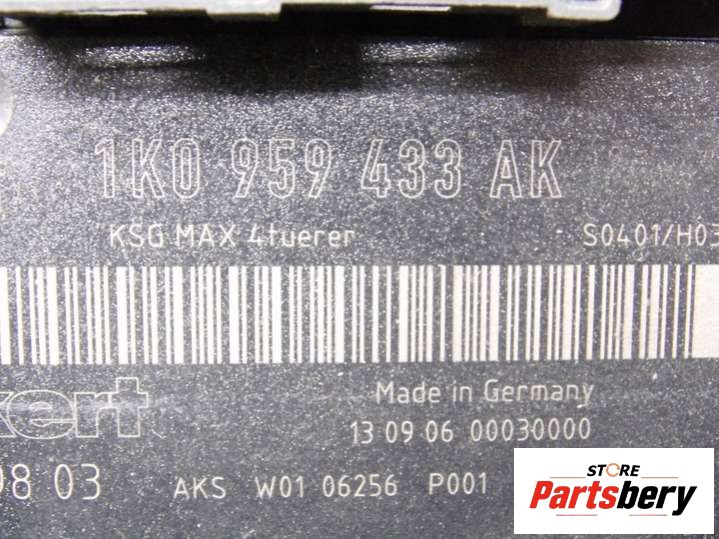 1K0 959 433 AK
KSG MAX 4tuerer S0401/H03
Made in Germany
13 09 06 00030000
98 03 AKS W01 06256 P001
STORE
Partsbery